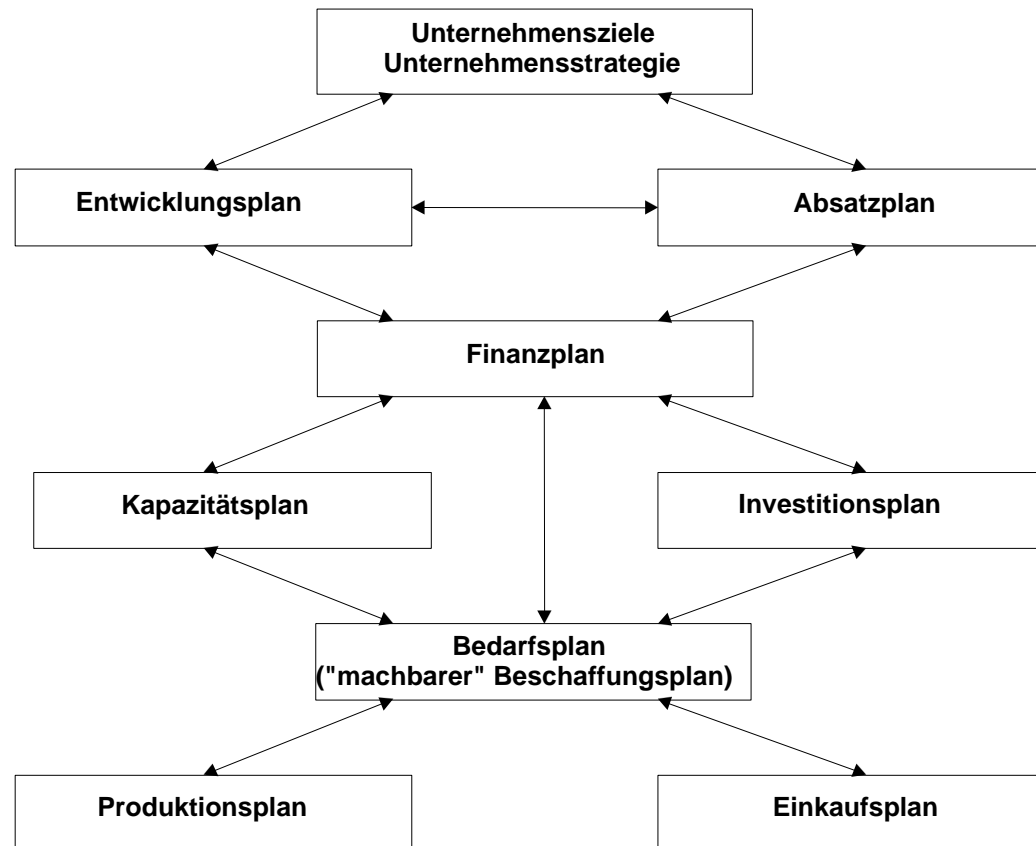 Unternehmensziele
Unternehmensstrategie
Entwicklungsplan
Absatzplan
Finanzplan
Kapazitätsplan
Investitionsplan
Bedarfsplan
("machbarer" Beschaffungsplan)
Produktionsplan
Einkaufsplan